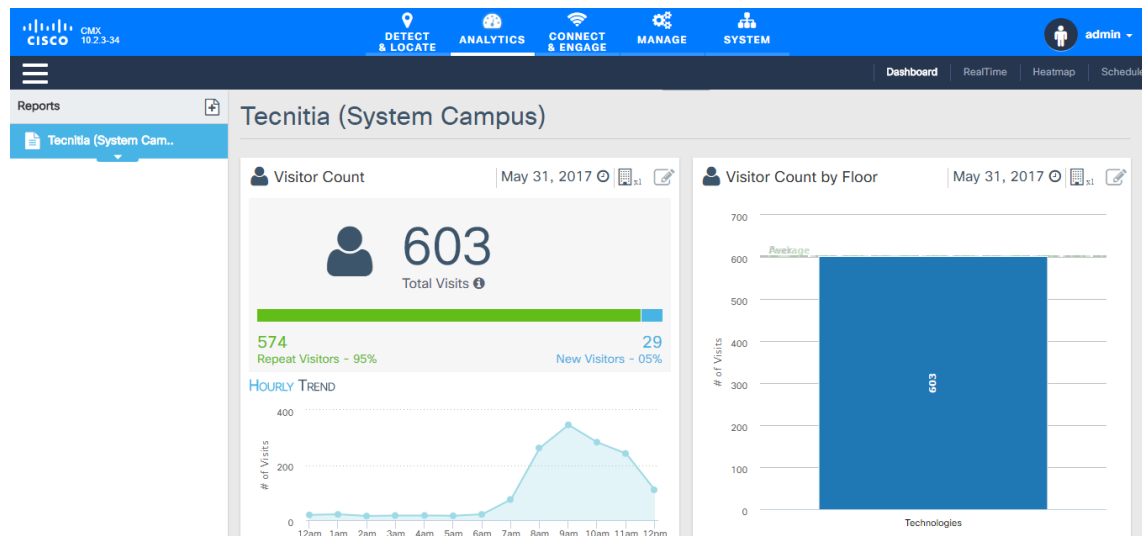 CISCO
CMX
10.2.3-34
DETECT
& LOCATE
ANALYTICS
CONNECT
& ENGAGE
MANAGE
SYSTEM
admin
Dashboard
RealTime
Heatmap
Schedule
Reports
Tecnitia (System Cam..
Tecnitia (System Campus)
Visitor Count
May 31, 2017
x1
603
Total Visits
574
29
Repeat Visitors - 95%
New Visitors - 05%
HOURLY TREND
# of Visits
400
200
0
12am 1am 2am 3am 4am 5am 6am 7am 8am 9am 10am 11am 12pm
Visitor Count by Floor
May 31, 2017
x1
# of Visits
700
600
500
400
300
200
100
0
603
Technologies